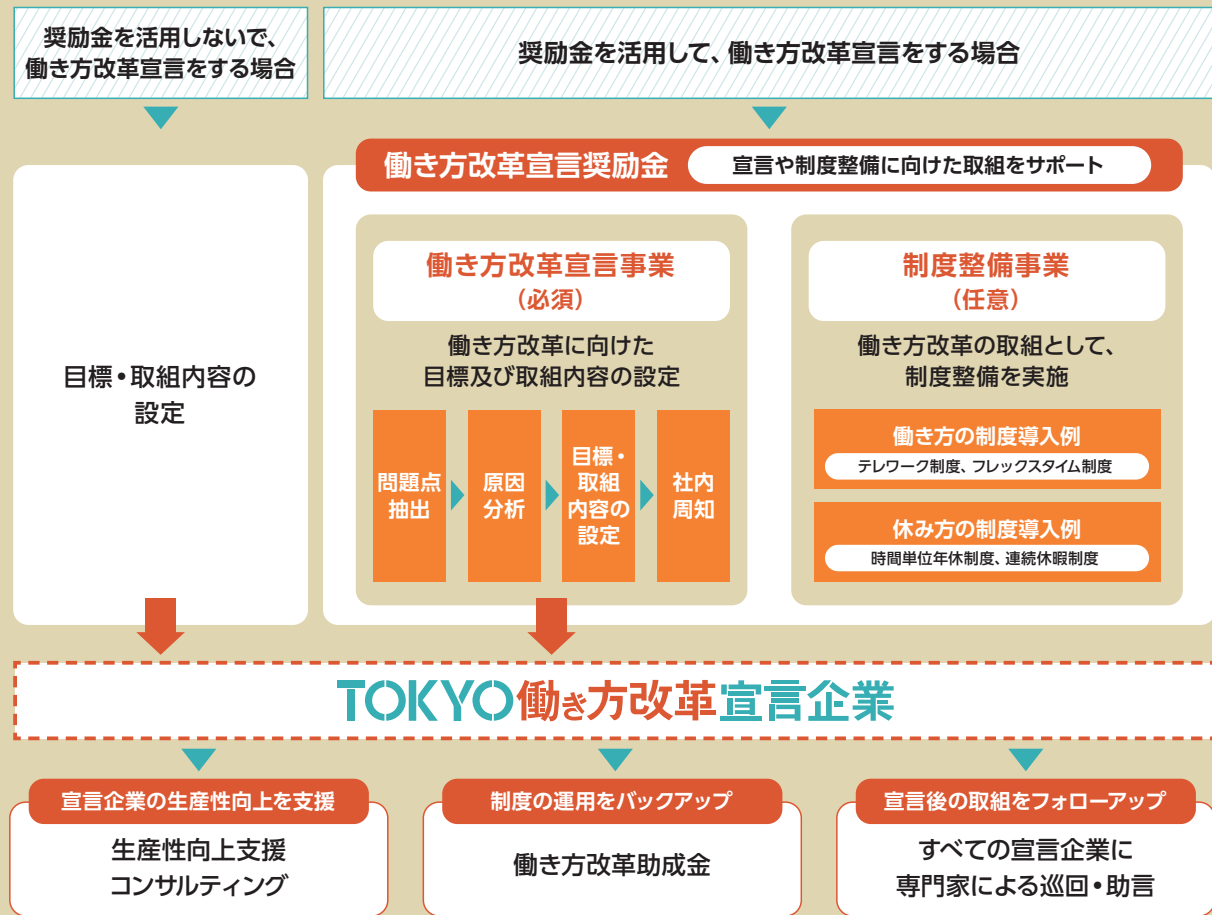 奨励金を活用しないで、
働き方改革宣言をする場合
奨励金を活用して、働き方改革宣言をする場合
目標・取組内容の
設定
働き方改革宣言奨励金
宣言や制度整備に向けた取組をサポート
働き方改革宣言事業
（必須）
働き方改革に向けた
目標及び取組内容の設定
問題点
抽出
原因
分析
目標・
取組
内容の
設定
社内
周知
制度整備事業
（任意）
働き方改革の取組として、
制度整備を実施
働き方の制度導入例
テレワーク制度、フレックスタイム制度
休み方の制度導入例
時間単位年休制度、連続休暇制度
TOKYO働き方改革宣言企業
宣言企業の生産性向上を支援
生産性向上支援
コンサルティング
制度の運用をバックアップ
働き方改革助成金
宣言後の取組をフォローアップ
すべての宣言企業に
専門家による巡回・助言